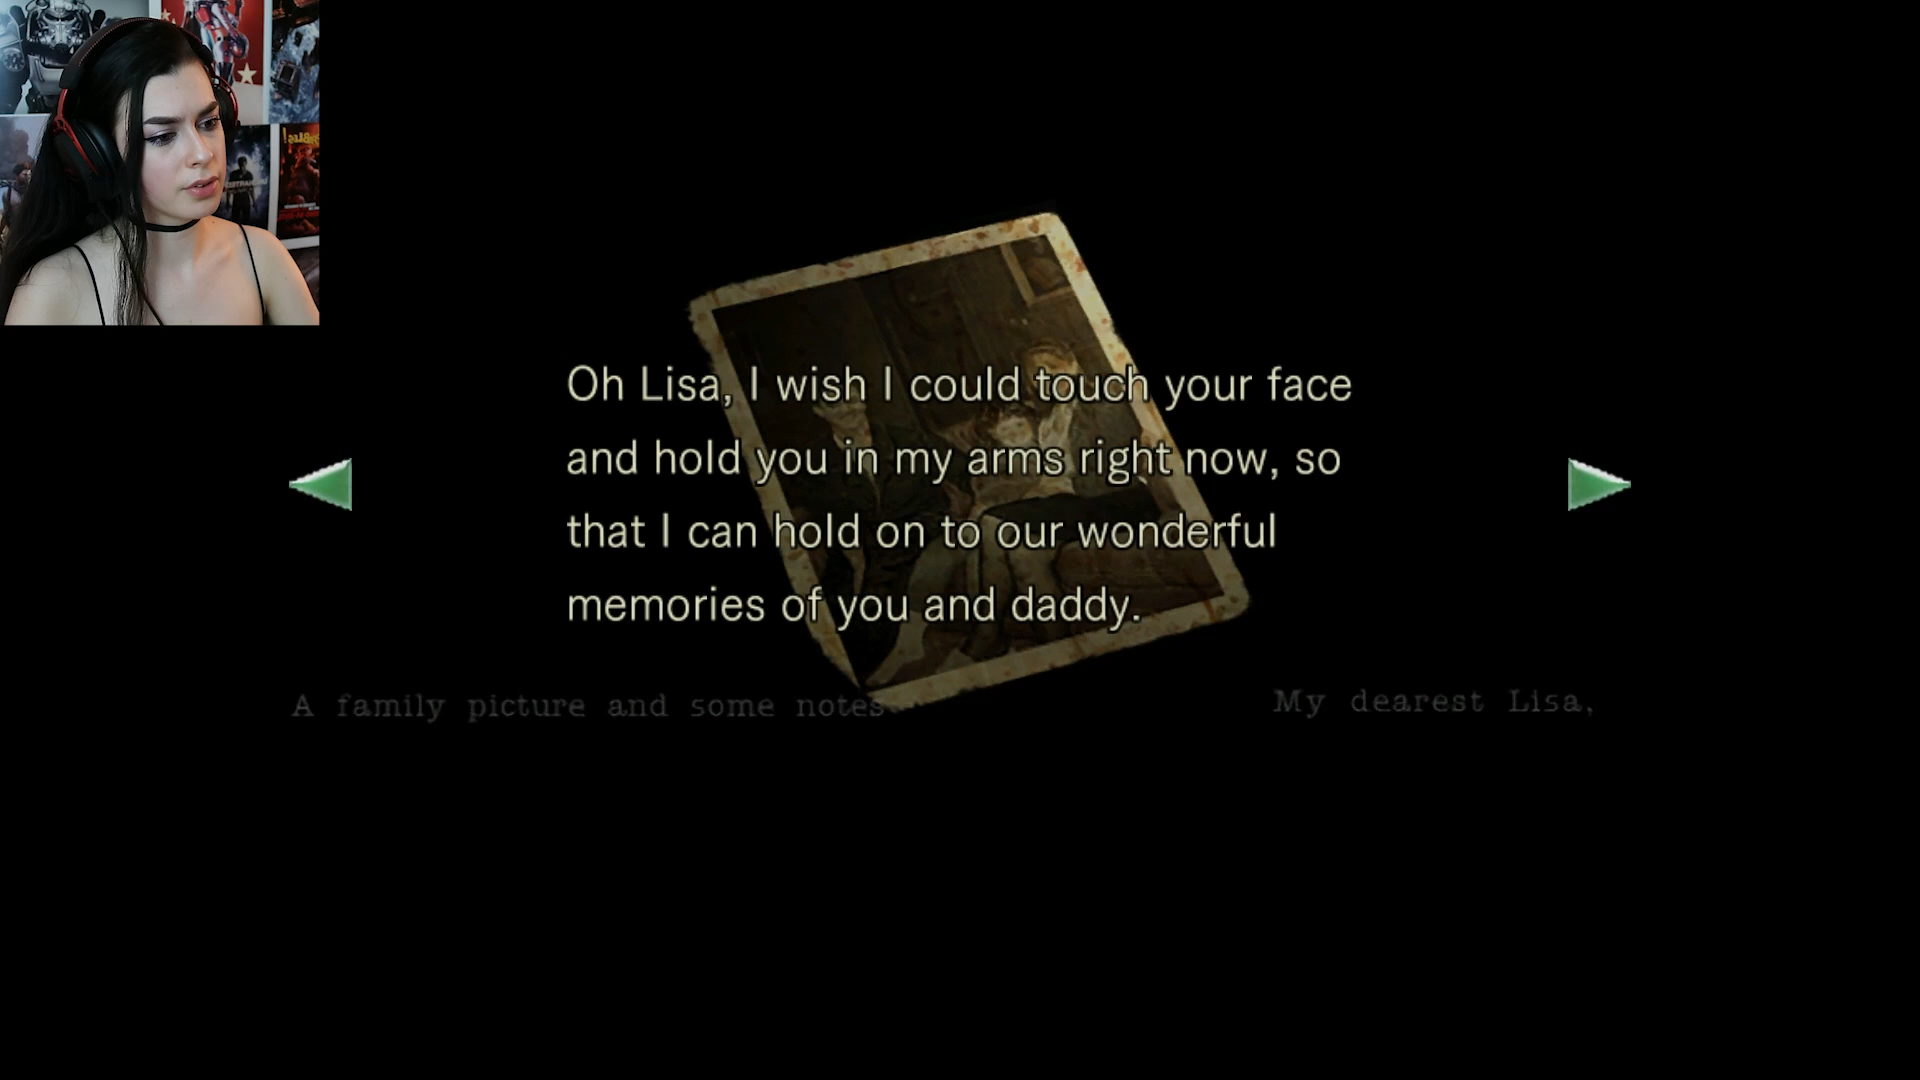 Oh Lisa, I wish I could touch your face
and hold you in my arms right now, so
that I can hold on to our wonderful
memories of you and daddy.
A family picture and some notes
My dearest Lisa,